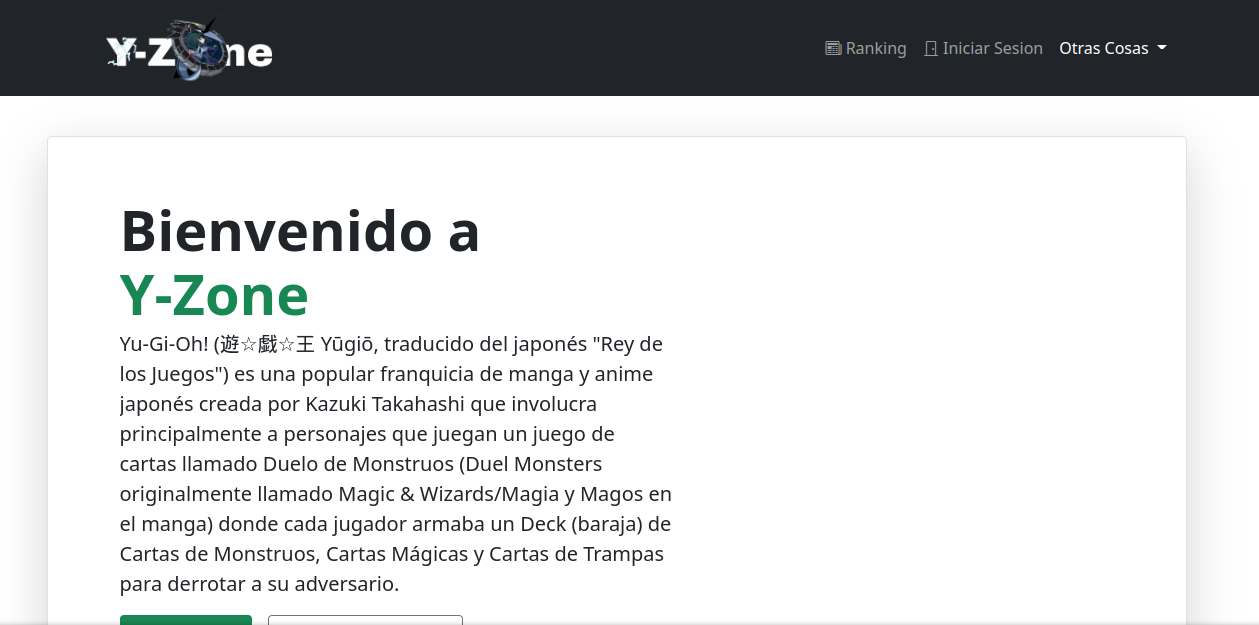 Y-Zone
Ranking
Iniciar Sesion
Otras Cosas
Bienvenido a
Y-Zone
Yu-Gi-Oh! (遊☆戯☆王 Yūgiō, traducido del japonés "Rey de
los Juegos") es una popular franquicia de manga y anime
japonés creada por Kazuki Takahashi que involucra
principalmente a personajes que juegan un juego de
cartas llamado Duelo de Monstruos (Duel Monsters
originalmente llamado Magic & Wizards/Magia y Magos en
el manga) donde cada jugador armaba un Deck (baraja) de
Cartas de Monstruos, Cartas Mágicas y Cartas de Trampas
para derrotar a su adversario.